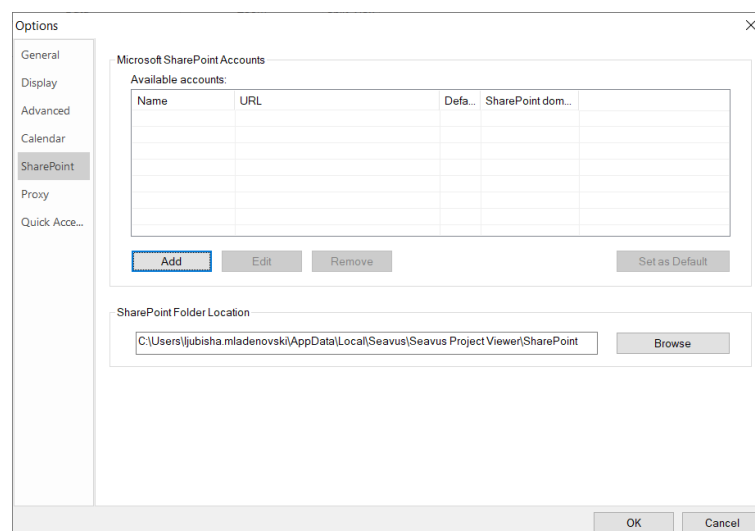 Options
General
Display
Advanced
Calendar
SharePoint
Proxy
Quick Acce...
Microsoft SharePoint Accounts
Available accounts:
Name URL Defa... SharePoint dom...
Add Edit Remove Set as Default
SharePoint Folder Location
C:\Users\ljubisha.mladenovski\AppData\Local\Seavus\Seavus Project Viewer\SharePoint
Browse
OK Cancel